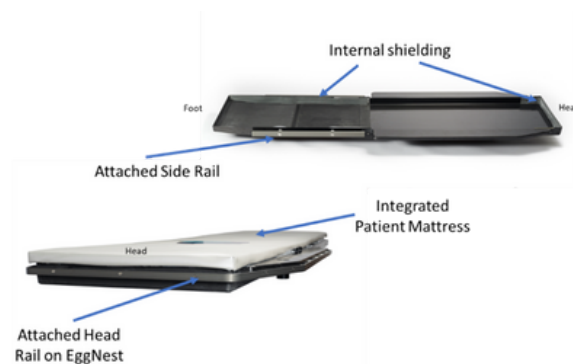 Internal shielding
Foot
Hea
Attached Side Rail
Integrated
Patient Mattress
Head
Attached Head
Rail on EggNest